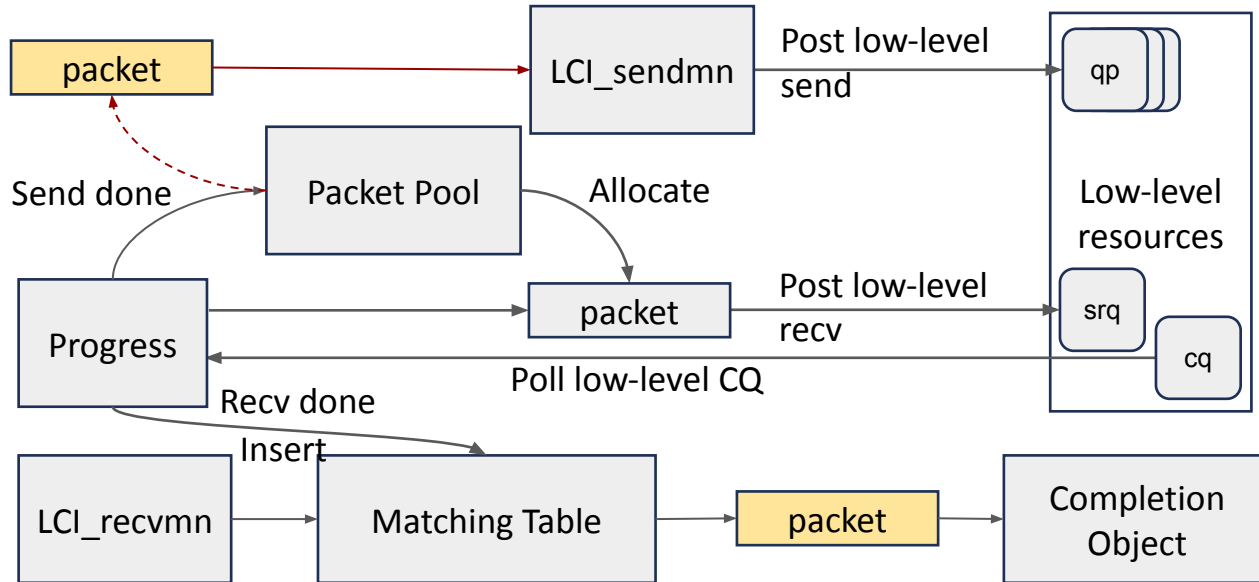 packet
LCI_sendmn
Post low-level
send
qp
Send done
Packet Pool
Allocate
Low-level
resources
Progress
packet
Post low-level
recv
srq
cq
Poll low-level CQ
Recv done
Insert
LCI_recvmn
Matching Table
packet
Completion
Object